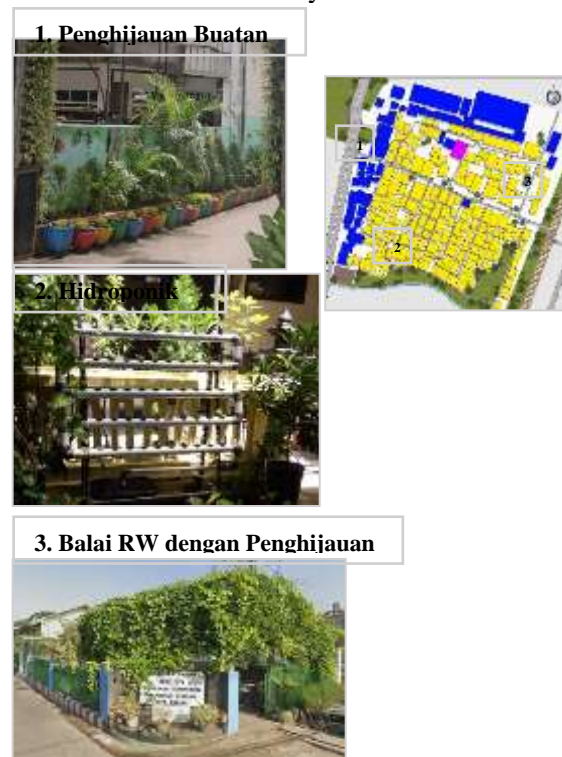 1. Penghijauan Buatan
1
3
2
2. Hidroponik
3. Balai RW dengan Penghijauan